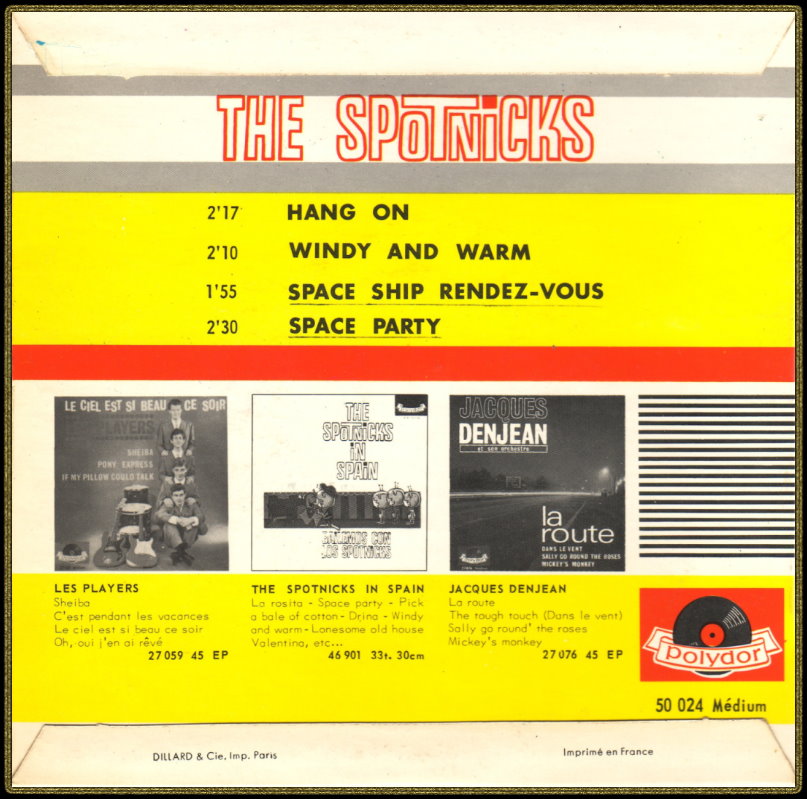 THE SPOTNiCKS
2'17 HANG ON
2'10 WINDY AND WARM
1'55 SPACE SHIP RENDEZ-VOUS
2'30 SPACE PARTY
LE CIEL EST SI BEAU CE SOIR
PLAYERS
SHEIBA
PONY EXPRESS
IF MY PILLOW COULD TALK
THE
SPOTNiCKS
iN
SPAiN
BAILEMOS CON
LOS SPOTNICKS
JACQUES
DENJEAN
et son orchestre
la
route
DANS LE VENT
SALLY GO ROUND THE ROSES
MICKEY'S MONKEY
LES PLAYERS
Sheiba
C'est pendant les vacances
Le ciel est si beau ce soir
Oh, oui j'en ai rêvé
27 059 45 EP
THE SPOTNICKS IN SPAIN
La rosita - Space party - Pick
a bale of cotton - Drina - Windy
and warm - Lonesome old house
Valentina, etc...
46 901 33t. 30cm
JACQUES DENJEAN
La route
The tough touch (Dans le vent)
Sally go round' the roses
Mickey's monkey
27 076 45 EP
polydor
50 024 Médium
DILLARD & Cie, Imp. Paris
Imprimé en France